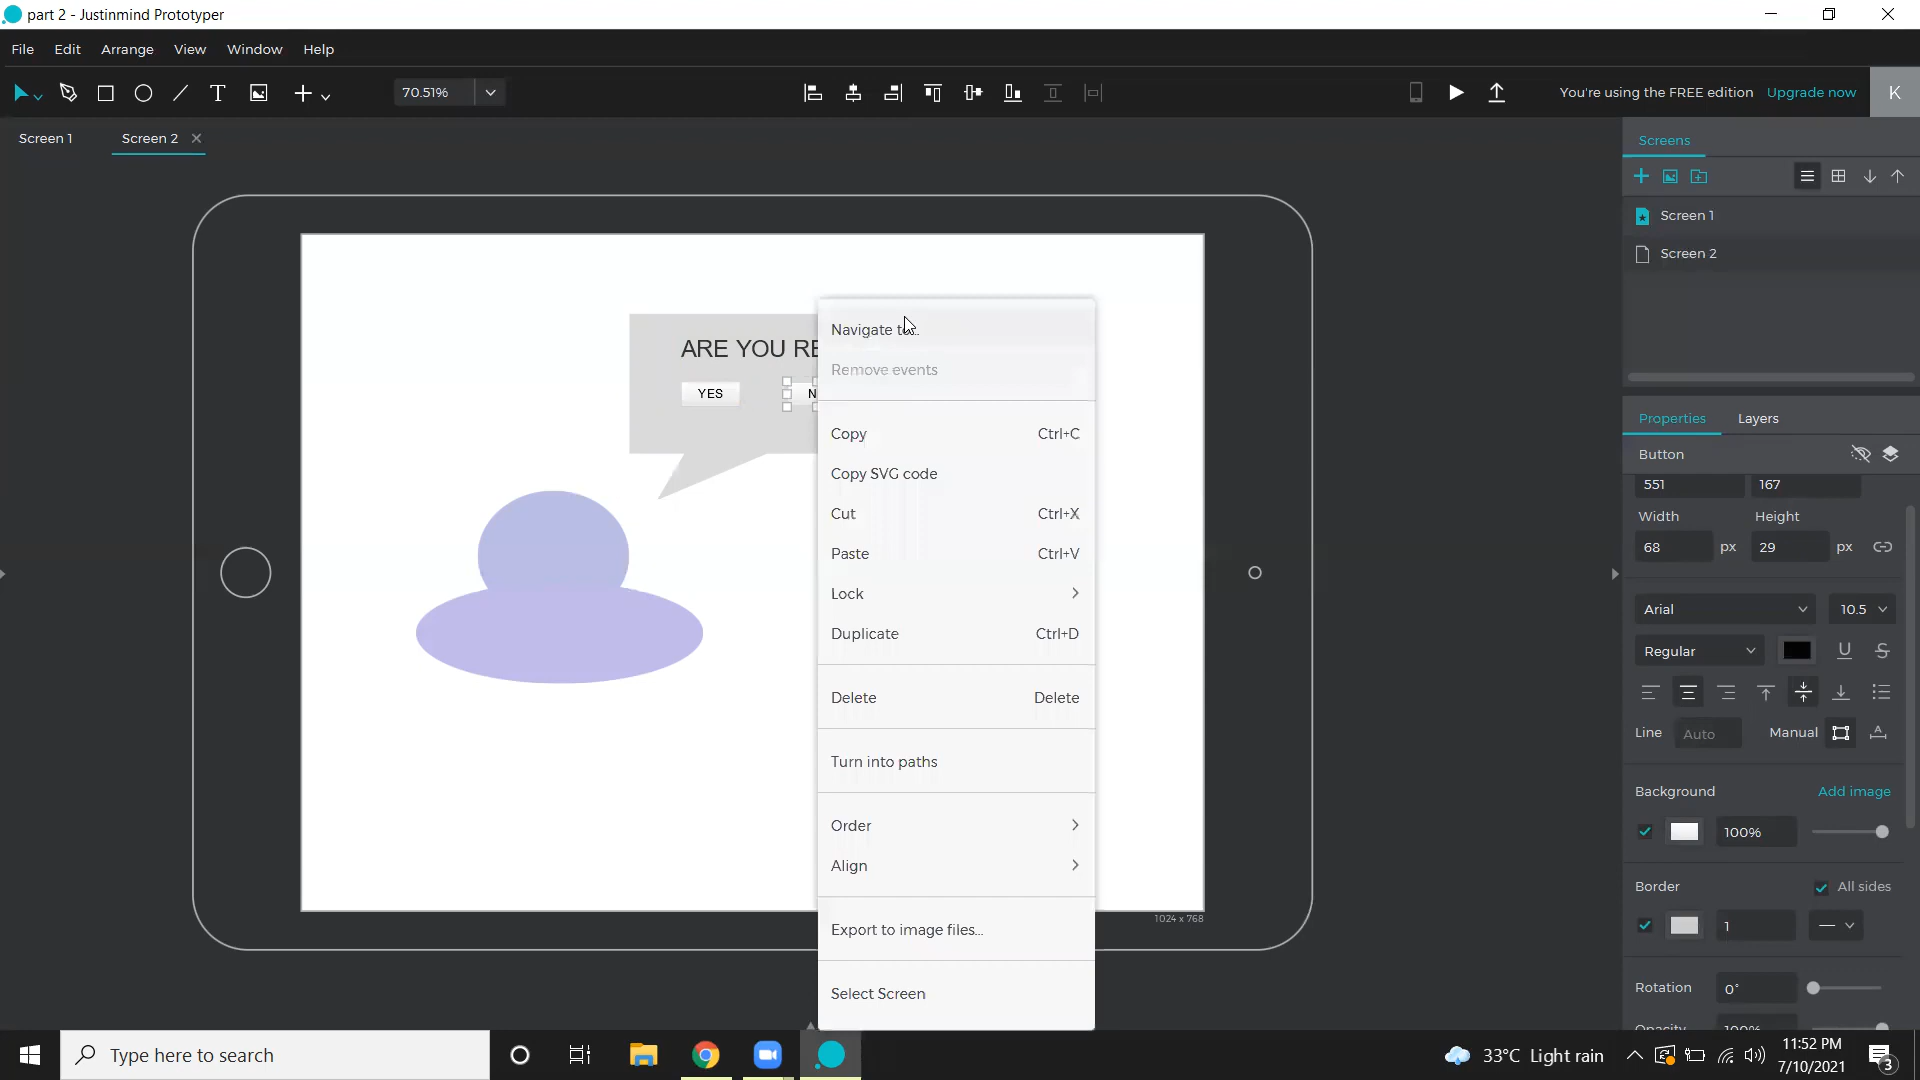 part 2 - Justinmind Prototyper
File Edit Arrange View Window Help
70.51%
You're using the FREE edition Upgrade now K
Screen 1 Screen 2
Screens
Screen 1
Screen 2
ARE YOU RE
YES
N
Navigate to...
Remove events
Copy Ctrl+C
Copy SVG code
Cut Ctrl+X
Paste Ctrl+V
Lock
Duplicate Ctrl+D
Delete Delete
Turn into paths
Order
Align
Export to image files...
Select Screen
1024 x 768
Properties Layers
Button
551 167
Width Height
68 px 29 px
Arial 10.5
Regular U S
Line Auto Manual
Background Add image
100%
Border All sides
1
Rotation 0°
Opacity 100%
Type here to search
33°C Light rain
11:52 PM
7/10/2021
3